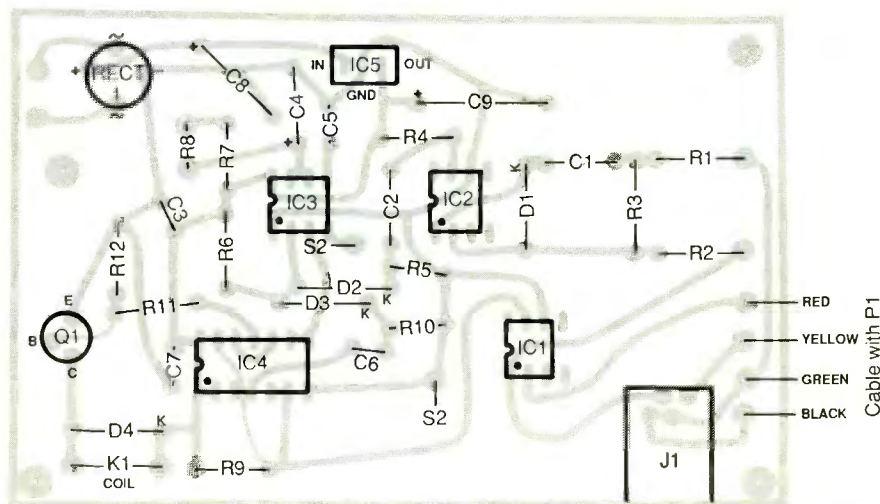 ~
+ RECT
~
+
C8
C4
+
IN IC5 OUT
GND
C5
+ C9
R8
R7
R4
C1
R1
K
D1
R3
C3
IC3
C2
IC2
R12
R6
S2
R2
R5
D2
K
D3
K
R11
R10
E
B Q1
C
C7
IC4
C6
IC1
RED
YELLOW
GREEN
BLACK
Cable with P1
S2
K
D4
K1
COIL
R9
J1